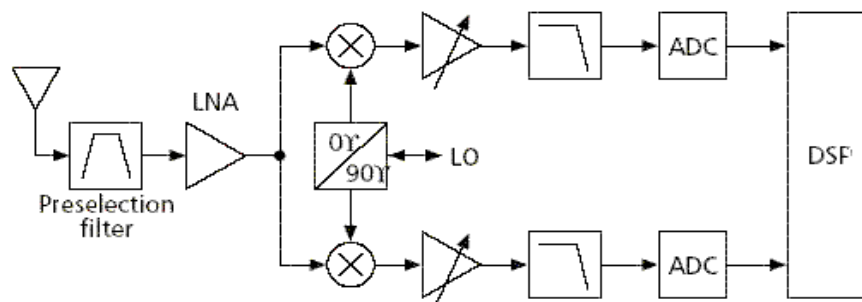 ADC
LNA
0ϒ
90ϒ
LO
DSP
Preselection
filter
ADC